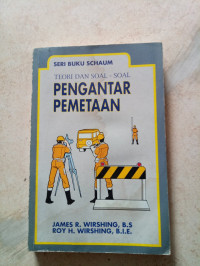 SERI BUKU SCHAUM
TEORI DAN SOAL - SOAL
PENGANTAR
PEMETAAN
JAMES R. WIRSHING, B.S
ROY H. WIRSHING, B.I.E.